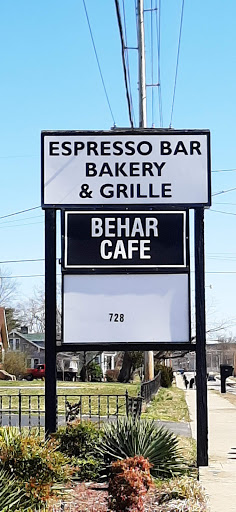 ESPRESSO BAR
BAKERY
& GRILLE
BEHAR
CAFE
728